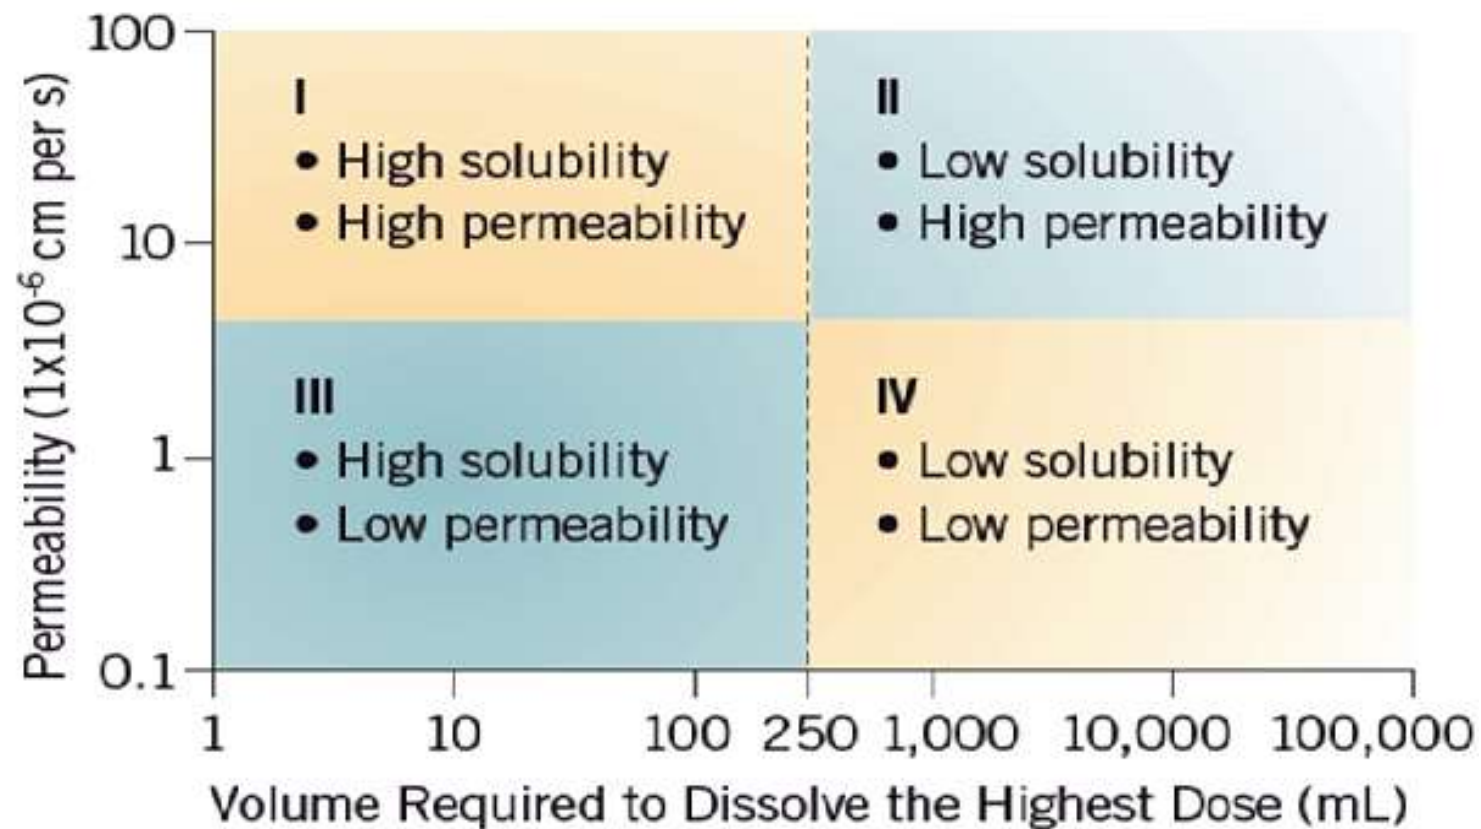 100
10
1
0.1
Permeability (1x10⁻⁶ cm per s)
I
• High solubility
• High permeability
II
• Low solubility
• High permeability
III
• High solubility
• Low permeability
IV
• Low solubility
• Low permeability
1 10 100 250 1,000 10,000 100,000
Volume Required to Dissolve the Highest Dose (mL)